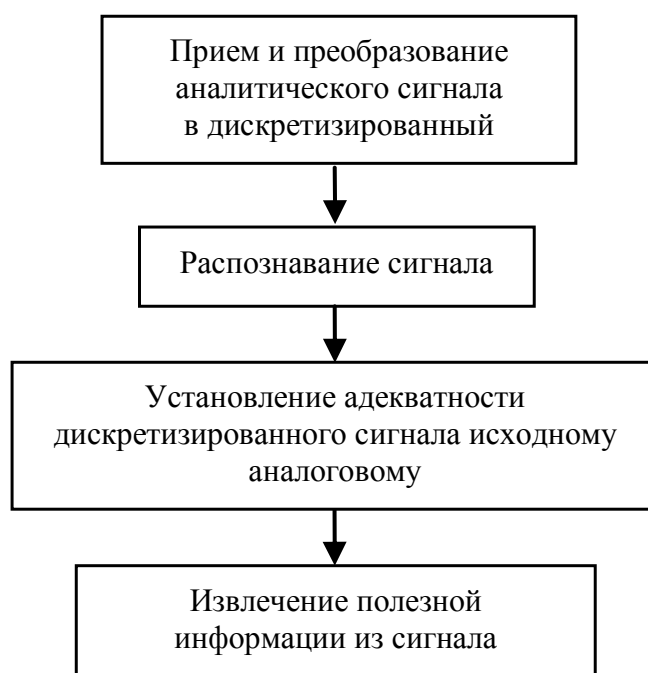 Прием и преобразование
аналитического сигнала
в дискретизированный
Распознавание сигнала
Установление адекватности
дискретизированного сигнала исходному
аналоговому
Извлечение полезной
информации из сигнала